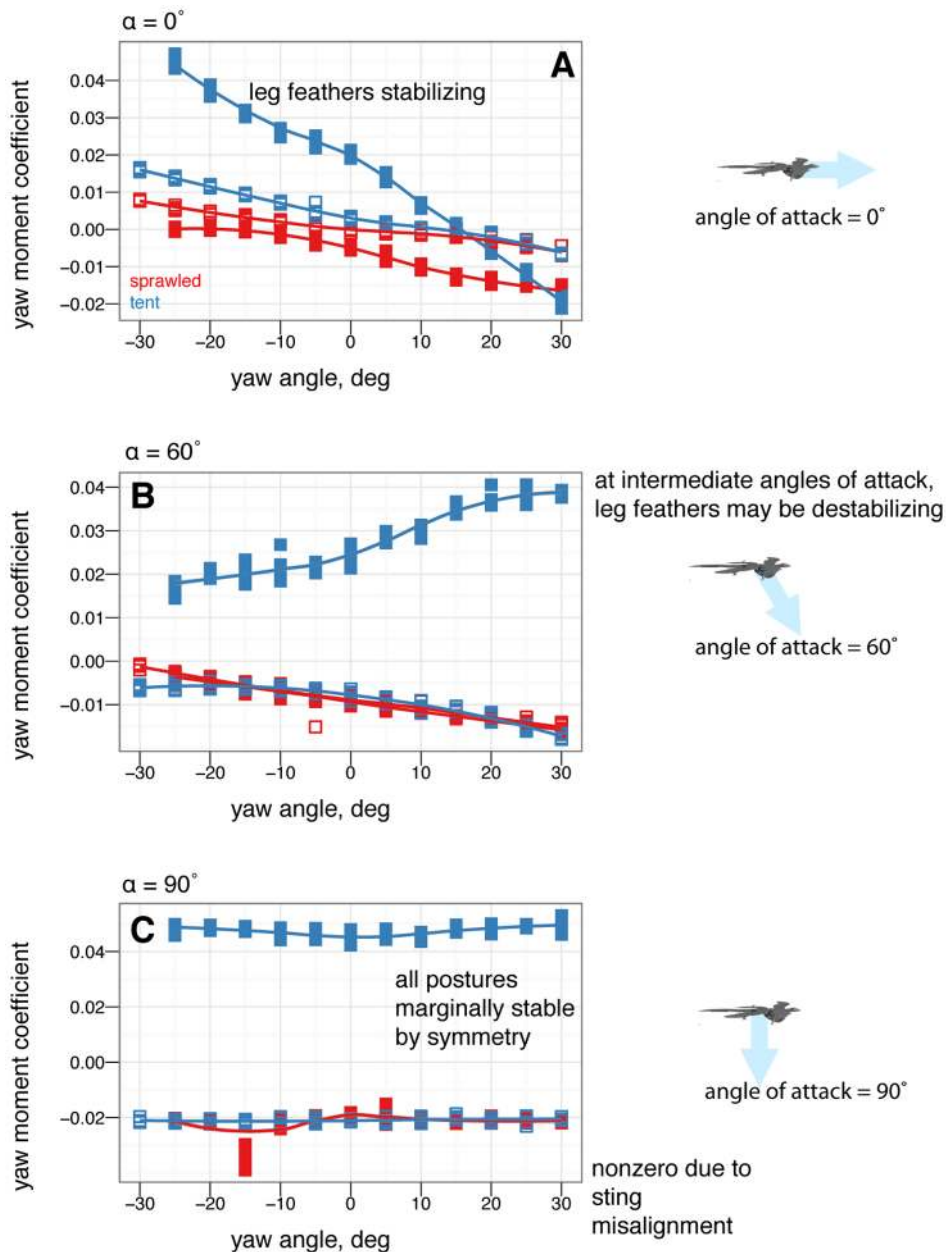 α = 0°
A
leg feathers stabilizing
0.04
0.03
0.02
0.01
0.00
−0.01
−0.02
sprawled
tent
−30 −20 −10 0 10 20 30
yaw moment coefficient
yaw angle, deg
angle of attack = 0°
α = 60°
B
0.04
0.03
0.02
0.01
0.00
−0.01
−30 −20 −10 0 10 20 30
yaw moment coefficient
yaw angle, deg
at intermediate angles of attack,
leg feathers may be destabilizing
angle of attack = 60°
α = 90°
C
0.04
0.02
0.00
−0.02
all postures
marginally stable
by symmetry
−30 −20 −10 0 10 20 30
yaw moment coefficient
yaw angle, deg
angle of attack = 90°
nonzero due to
sting
misalignment